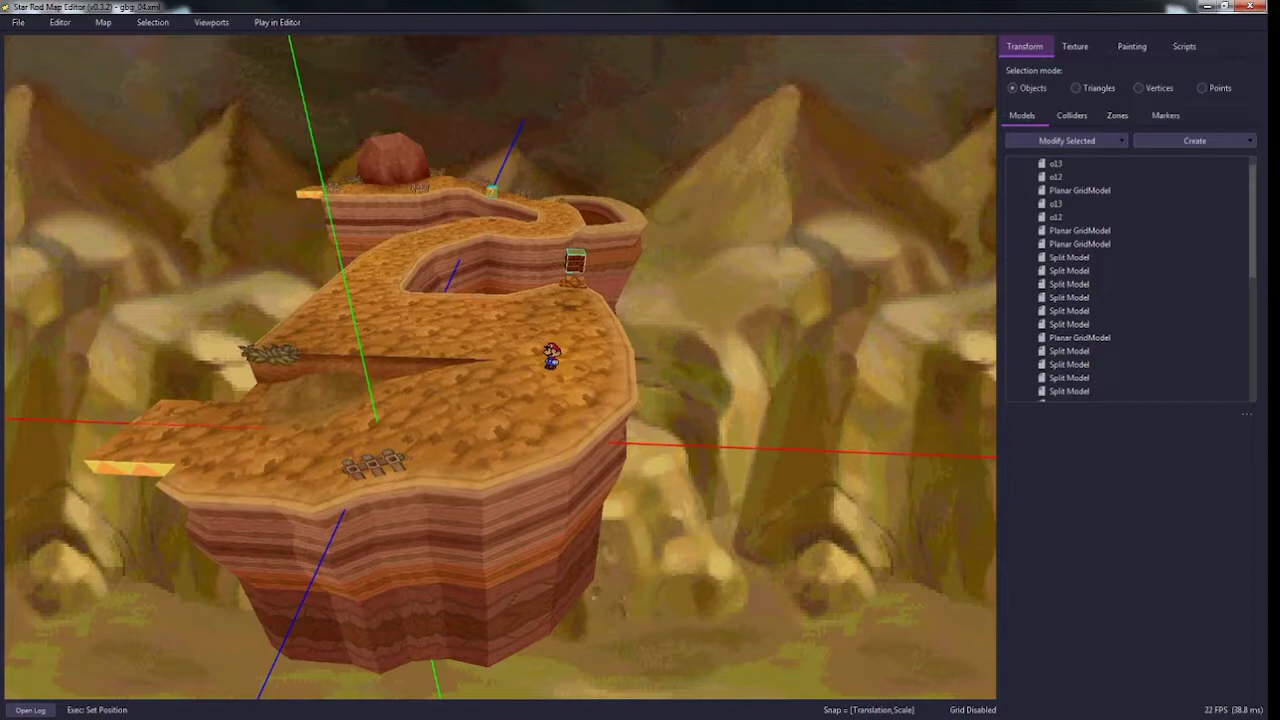 Star Rod Map Editor (v0.3.2) - gbg_04.xml
File Editor Map Selection Viewports Play in Editor
Transform Texture Painting Scripts
Selection mode:
Objects Triangles Vertices Points
Models Colliders Zones Markers
Modify Selected Create
o13
o12
Planar GridModel
o13
o12
Planar GridModel
Planar GridModel
Split Model
Split Model
Split Model
Split Model
Split Model
Split Model
Planar GridModel
Split Model
Split Model
Split Model
Split Model
...
Open Log Exec: Set Position Snap = [Translation,Scale] Grid Disabled 22 FPS (38.8 ms)